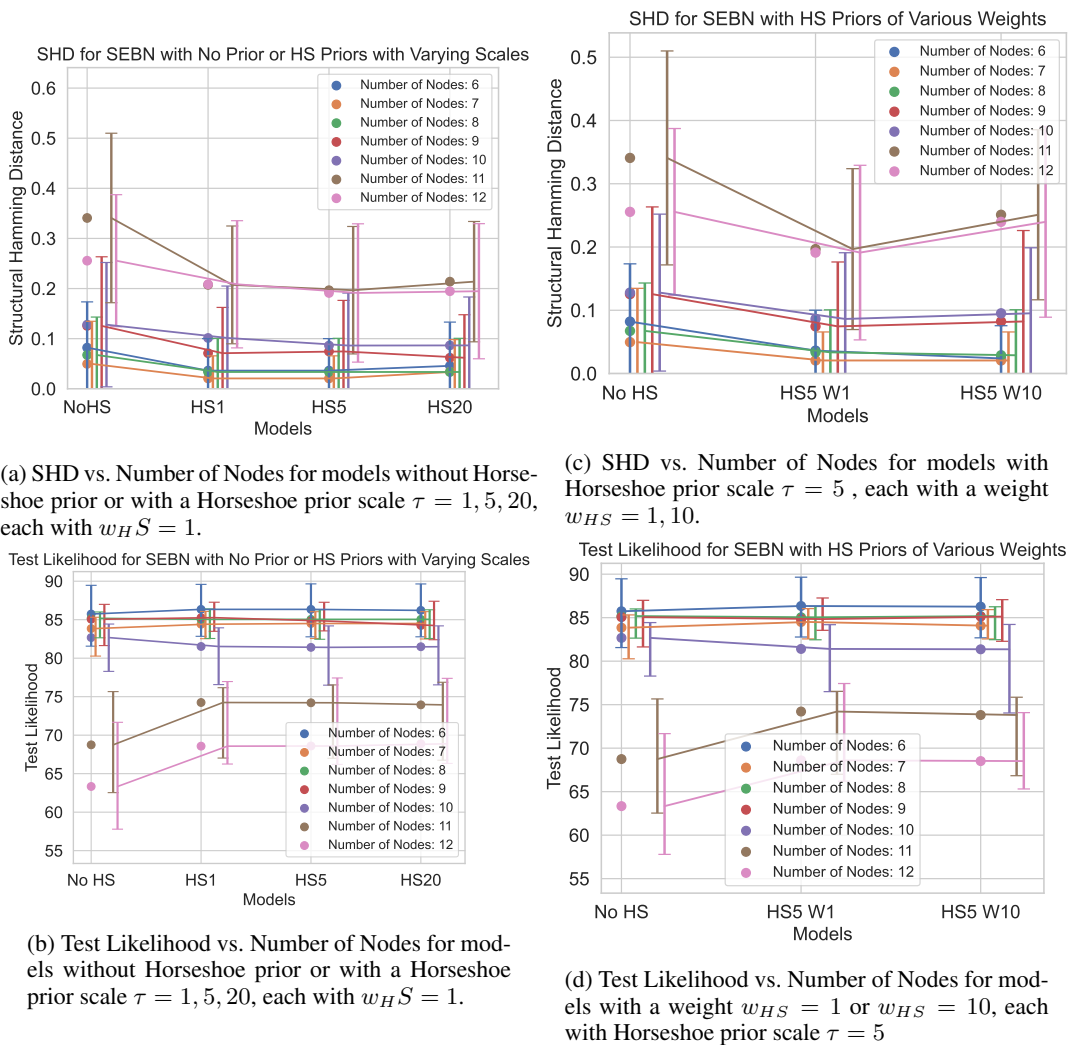 SHD for SEBN with No Prior or HS Priors with Varying Scales
Structural Hamming Distance
0.6
0.5
0.4
0.3
0.2
0.1
0.0
Number of Nodes: 6
Number of Nodes: 7
Number of Nodes: 8
Number of Nodes: 9
Number of Nodes: 10
Number of Nodes: 11
Number of Nodes: 12
NoHS HS1 HS5 HS20
Models
(a) SHD vs. Number of Nodes for models without Horse-
shoe prior or with a Horseshoe prior scale τ = 1, 5, 20,
each with w_HS = 1.
Test Likelihood for SEBN with No Prior or HS Priors with Varying Scales
Test Likelihood
90
85
80
75
70
65
60
55
Number of Nodes: 6
Number of Nodes: 7
Number of Nodes: 8
Number of Nodes: 9
Number of Nodes: 10
Number of Nodes: 11
Number of Nodes: 12
No HS HS1 HS5 HS20
Models
(b) Test Likelihood vs. Number of Nodes for mod-
els without Horseshoe prior or with a Horseshoe
prior scale τ = 1, 5, 20, each with w_HS = 1.
SHD for SEBN with HS Priors of Various Weights
Structural Hamming Distance
0.5
0.4
0.3
0.2
0.1
0.0
Number of Nodes: 6
Number of Nodes: 7
Number of Nodes: 8
Number of Nodes: 9
Number of Nodes: 10
Number of Nodes: 11
Number of Nodes: 12
No HS HS5 W1 HS5 W10
Models
(c) SHD vs. Number of Nodes for models with
Horseshoe prior scale τ = 5 , each with a weight
w_HS = 1, 10.
Test Likelihood for SEBN with HS Priors of Various Weights
Test Likelihood
90
85
80
75
70
65
60
55
Number of Nodes: 6
Number of Nodes: 7
Number of Nodes: 8
Number of Nodes: 9
Number of Nodes: 10
Number of Nodes: 11
Number of Nodes: 12
No HS HS5 W1 HS5 W10
Models
(d) Test Likelihood vs. Number of Nodes for mod-
els with a weight w_HS = 1 or w_HS = 10, each
with Horseshoe prior scale τ = 5